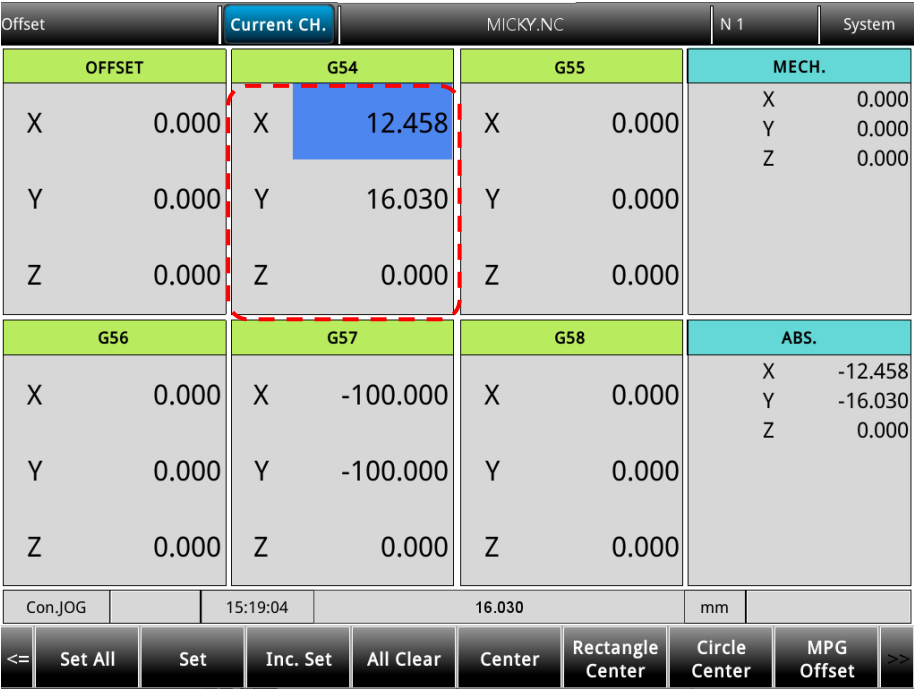 Offset Current CH. MICKY.NC N 1 System
OFFSET G54 G55 MECH.
X 0.000 X 12.458 X 0.000 X 0.000
Y 0.000
Z 0.000
Y 0.000 Y 16.030 Y 0.000
Z 0.000 Z 0.000 Z 0.000
G56 G57 G58 ABS.
X 0.000 X -100.000 X 0.000 X -12.458
Y -16.030
Z 0.000
Y 0.000 Y -100.000 Y 0.000
Z 0.000 Z 0.000 Z 0.000
Con.JOG 15:19:04 16.030 mm
<= Set All Set Inc. Set All Clear Center Rectangle Center Circle Center MPG Offset >>